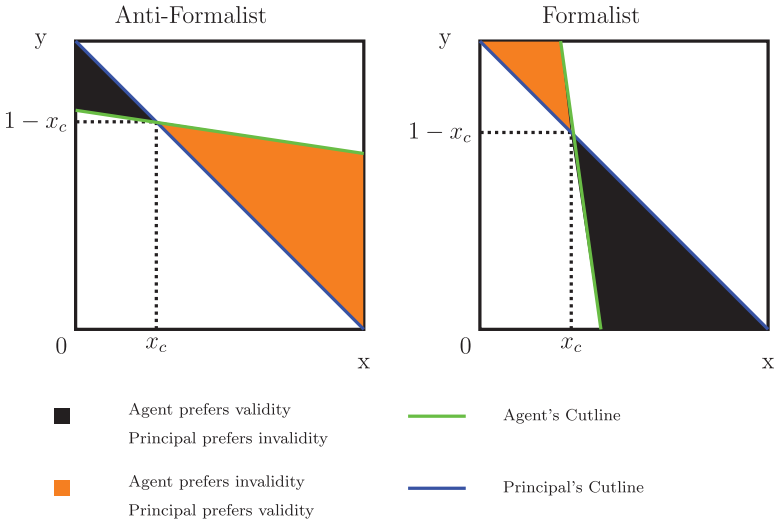 Anti-Formalist
y
1 − x_c
0
x_c
x
Formalist
y
1 − x_c
0
x_c
x
Agent prefers validity
Principal prefers invalidity
Agent prefers invalidity
Principal prefers validity
Agent's Cutline
Principal's Cutline